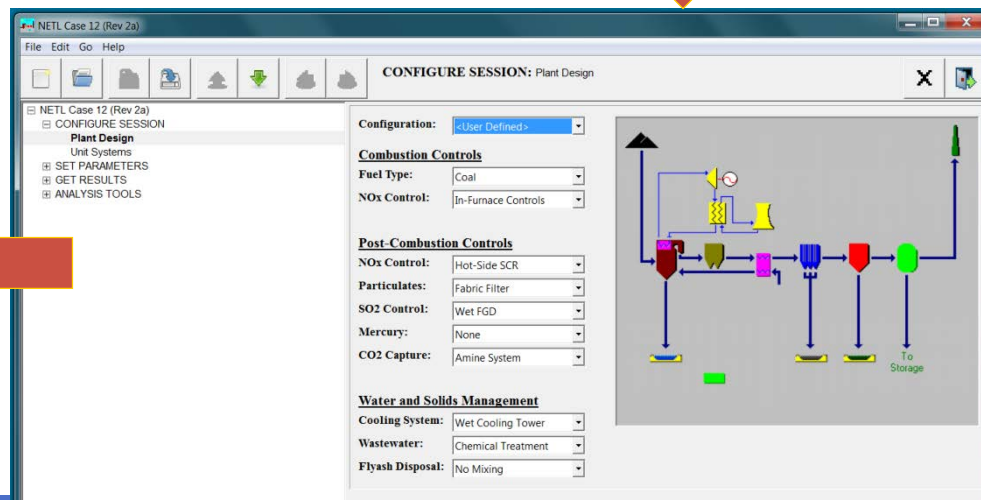 NETL Case 12 (Rev 2a)
File Edit Go Help
CONFIGURE SESSION: Plant Design
X
NETL Case 12 (Rev 2a)
CONFIGURE SESSION
Plant Design
Unit Systems
SET PARAMETERS
GET RESULTS
ANALYSIS TOOLS
Configuration: <User Defined>
Combustion Controls
Fuel Type: Coal
NOx Control: In-Furnace Controls
Post-Combustion Controls
NOx Control: Hot-Side SCR
Particulates: Fabric Filter
SO2 Control: Wet FGD
Mercury: None
CO2 Capture: Amine System
Water and Solids Management
Cooling System: Wet Cooling Tower
Wastewater: Chemical Treatment
Flyash Disposal: No Mixing
To
Storage